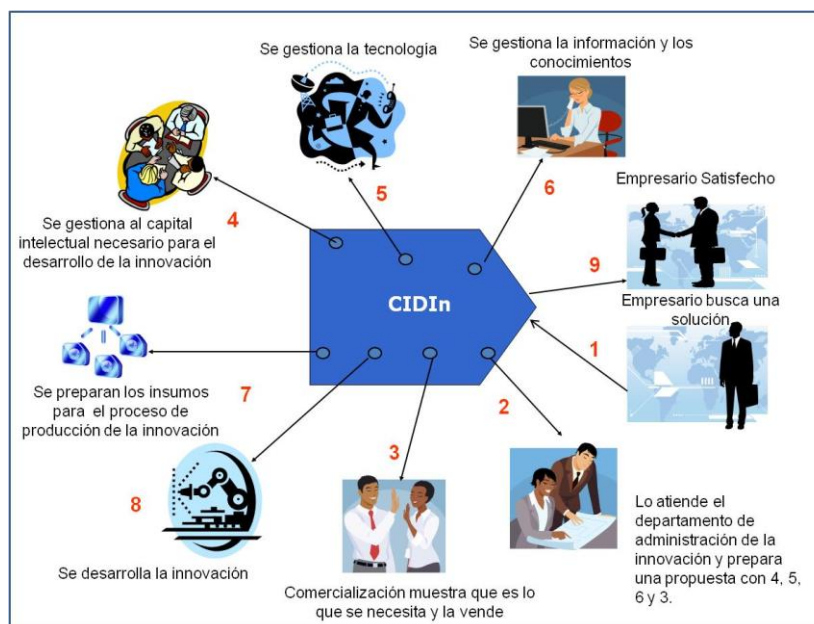 Se gestiona la tecnología
Se gestiona la información y los
conocimientos
5
6
4
Se gestiona al capital
intelectual necesario para el
desarrollo de la innovación
Empresario Satisfecho
9
CIDIn
Empresario busca una
solución
1
7
Se preparan los insumos
para el proceso de
producción de la innovación
2
3
8
Se desarrolla la innovación
Comercialización muestra que es lo
que se necesita y la vende
Lo atiende el
departamento de
administración de la
innovación y prepara
una propuesta con 4, 5,
6 y 3.